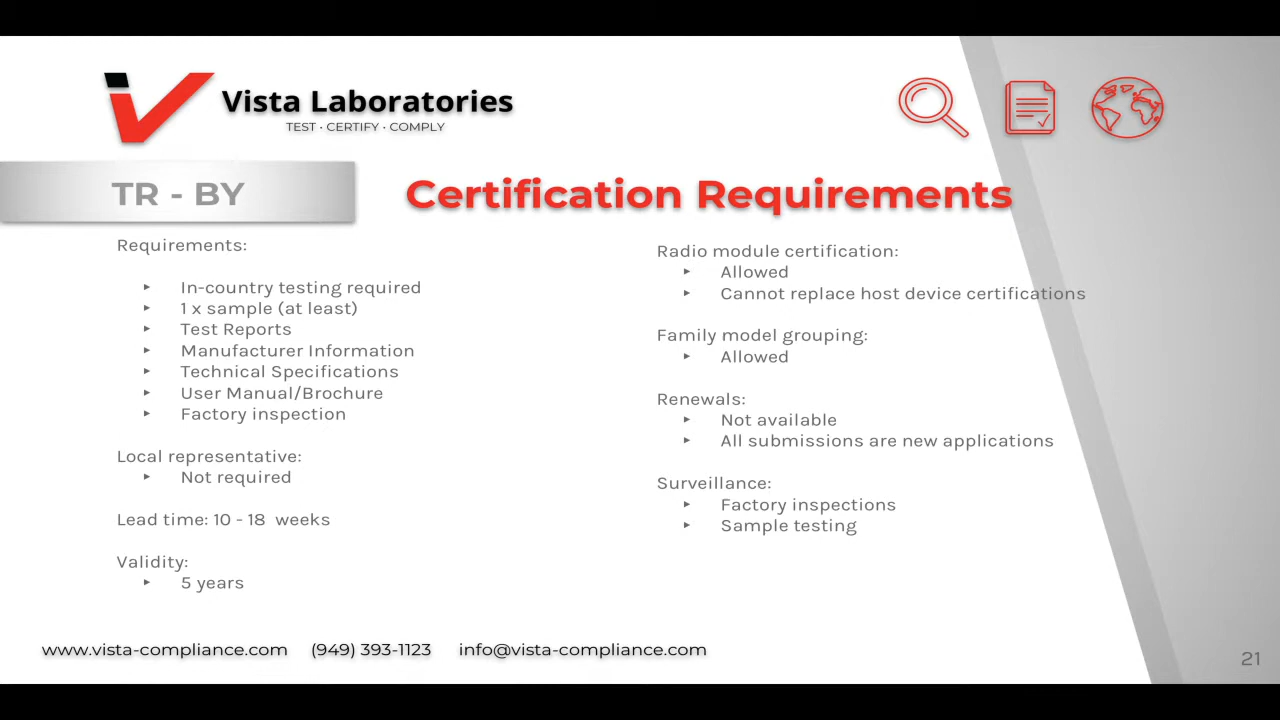 Vista Laboratories
TEST · CERTIFY · COMPLY
TR - BY
Certification Requirements
Requirements:
‣ In-country testing required
‣ 1 x sample (at least)
‣ Test Reports
‣ Manufacturer Information
‣ Technical Specifications
‣ User Manual/Brochure
‣ Factory inspection
Local representative:
‣ Not required
Lead time: 10 - 18 weeks
Validity:
‣ 5 years
Radio module certification:
‣ Allowed
‣ Cannot replace host device certifications
Family model grouping:
‣ Allowed
Renewals:
‣ Not available
‣ All submissions are new applications
Surveillance:
‣ Factory inspections
‣ Sample testing
www.vista-compliance.com (949) 393-1123 info@vista-compliance.com
21